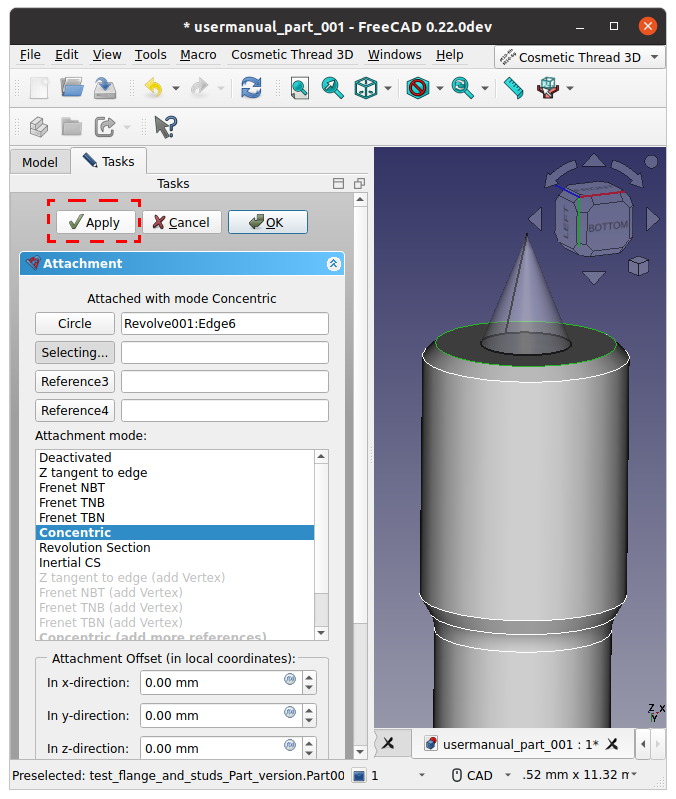 * usermanual_part_001 - FreeCAD 0.22.0dev
File Edit View Tools Macro Cosmetic Thread 3D Windows Help Cosmetic Thread 3D
Model Tasks
Tasks
Apply Cancel OK
Attachment
Attached with mode Concentric
Circle Revolve001:Edge6
Selecting...
Reference3
Reference4
Attachment mode:
Deactivated
Z tangent to edge
Frenet NBT
Frenet TNB
Frenet TBN
Concentric
Revolution Section
Inertial CS
Z tangent to edge (add Vertex)
Frenet NBT (add Vertex)
Frenet TNB (add Vertex)
Frenet TBN (add Vertex)
Concentric (add more references)
Attachment Offset (in local coordinates):
In x-direction: 0.00 mm
In y-direction: 0.00 mm
In z-direction: 0.00 mm
LEFT
BOTTOM
Z X
Y
usermanual_part_001 : 1*
Preselected: test_flange_and_studs_Part_version.Part00 1 CAD .52 mm x 11.32 m